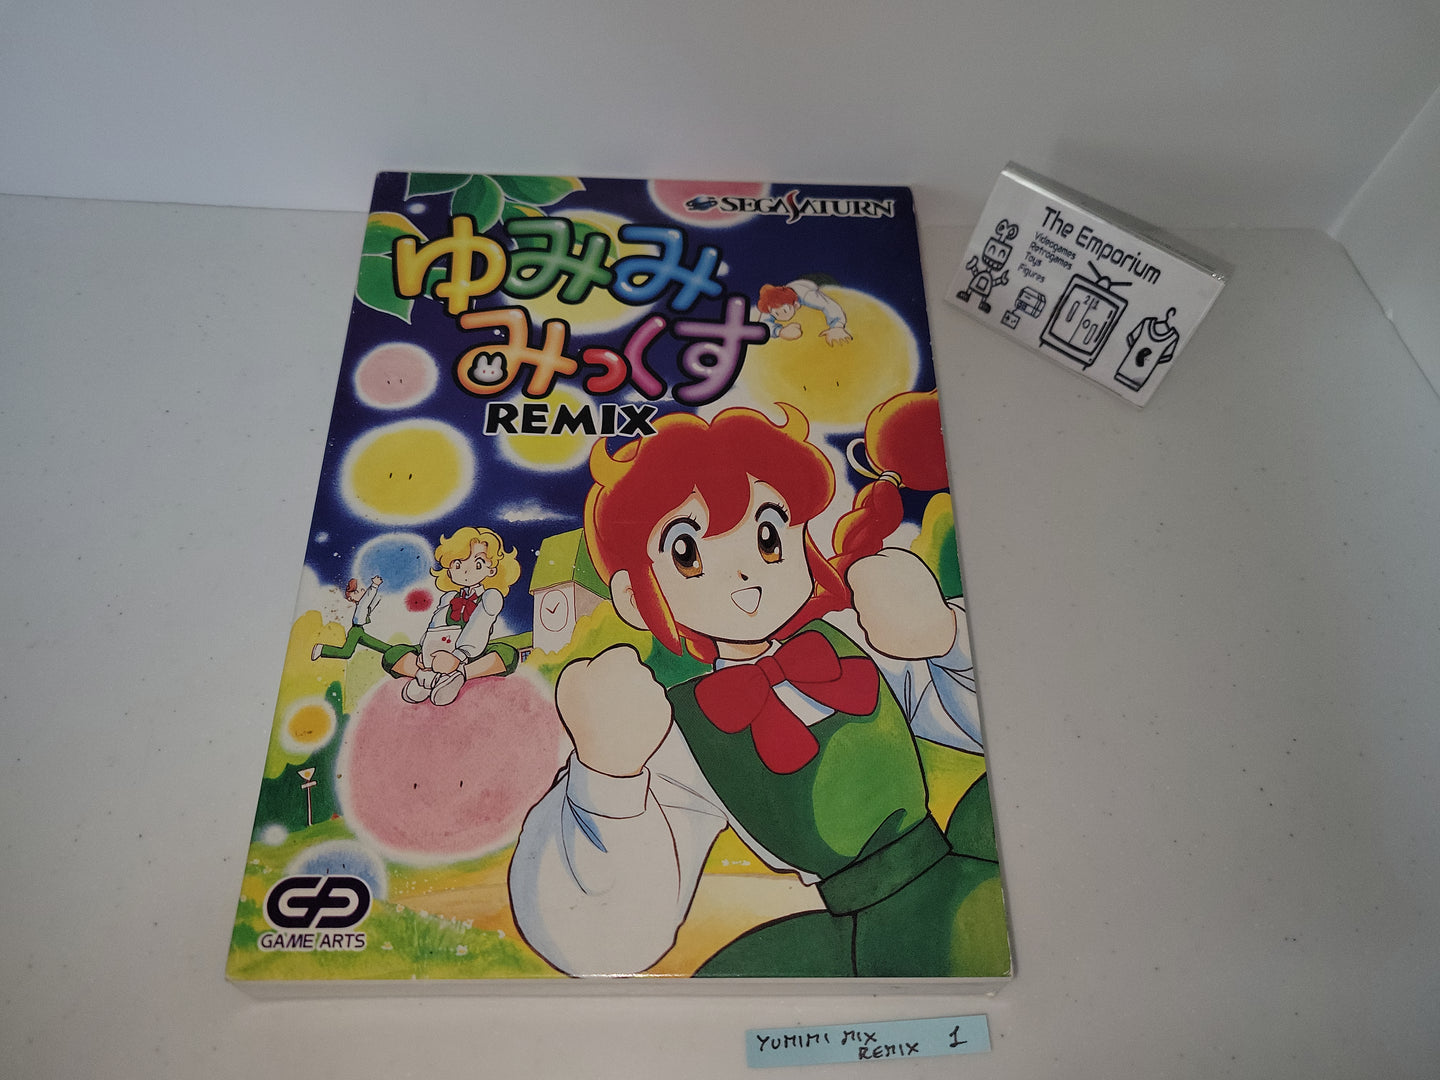 SEGA SATURN
ゆみみ
みっくす
REMIX
GAME ARTS
The Emporium
Videogames
Retrogames
Toys
Figures
YUMIMI MIX
REMIX 1